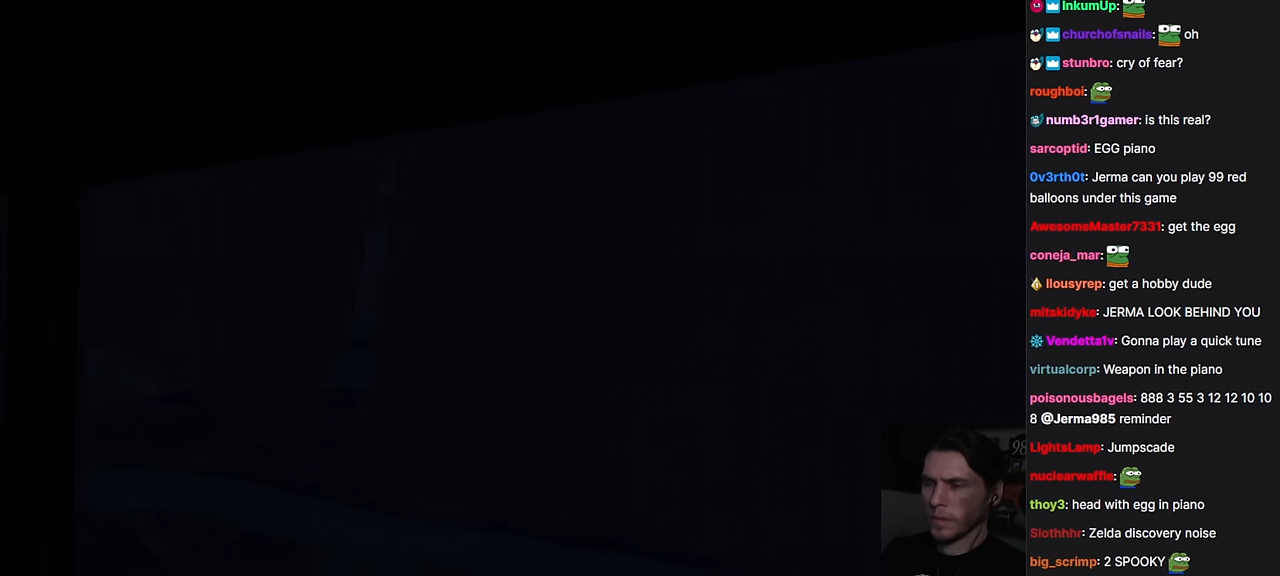 InkumUp:
churchofsnails: oh
stunbro: cry of fear?
roughboi:
numb3r1gamer: is this real?
sarcoptid: EGG piano
0v3rth0t: Jerma can you play 99 red
balloons under this game
AwesomeMaster7331: get the egg
coneja_mar:
llousyrep: get a hobby dude
mitskidyke: JERMA LOOK BEHIND YOU
Vendetta1v: Gonna play a quick tune
virtualcorp: Weapon in the piano
poisonousbagels: 888 3 55 3 12 12 10 10
8 @Jerma985 reminder
LightsLamp: Jumpscade
nuclearwaffle:
thoy3: head with egg in piano
Slothhhr: Zelda discovery noise
big_scrimp: 2 SPOOKY
98